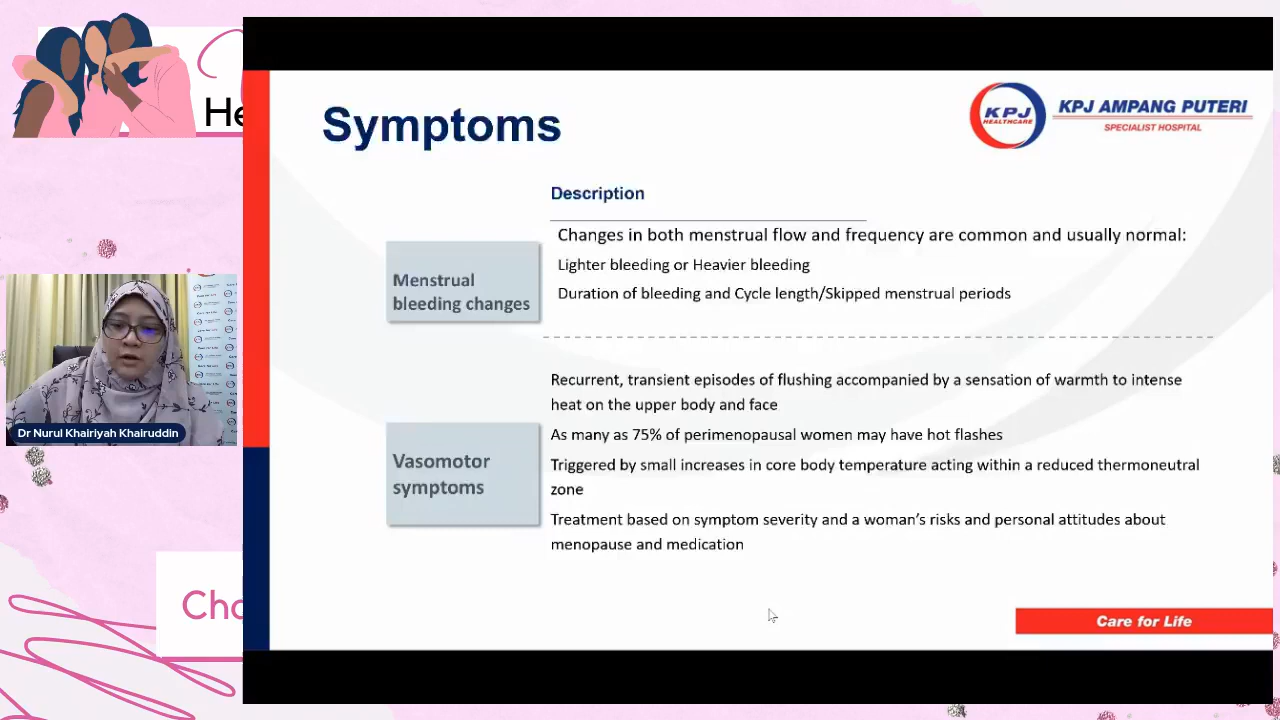 He
KPJ
HEALTHCARE
KPJ AMPANG PUTERI
SPECIALIST HOSPITAL
Symptoms
Description
Menstrual
bleeding changes
Changes in both menstrual flow and frequency are common and usually normal:
Lighter bleeding or Heavier bleeding
Duration of bleeding and Cycle length/Skipped menstrual periods
Vasomotor
symptoms
Recurrent, transient episodes of flushing accompanied by a sensation of warmth to intense
heat on the upper body and face
As many as 75% of perimenopausal women may have hot flashes
Triggered by small increases in core body temperature acting within a reduced thermoneutral
zone
Treatment based on symptom severity and a woman’s risks and personal attitudes about
menopause and medication
Dr Nurul Khairiyah Khairuddin
Cha
Care for Life